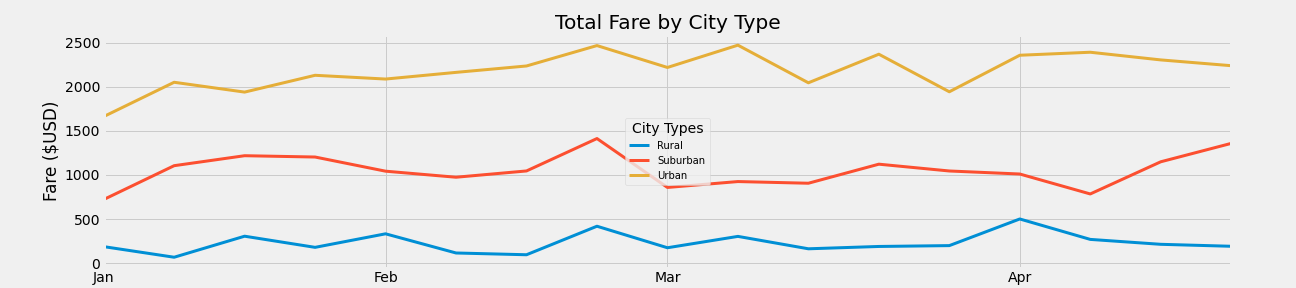 Total Fare by City Type
Fare ($USD)
2500
2000
1500
1000
500
0
City Types
Rural
Suburban
Urban
Jan Feb Mar Apr